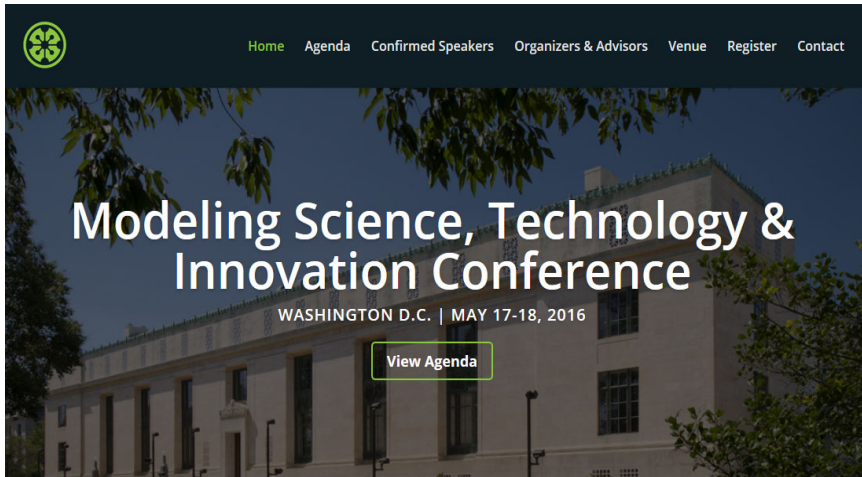 Home Agenda Confirmed Speakers Organizers & Advisors Venue Register Contact
Modeling Science, Technology &
Innovation Conference
WASHINGTON D.C. | MAY 17-18, 2016
View Agenda